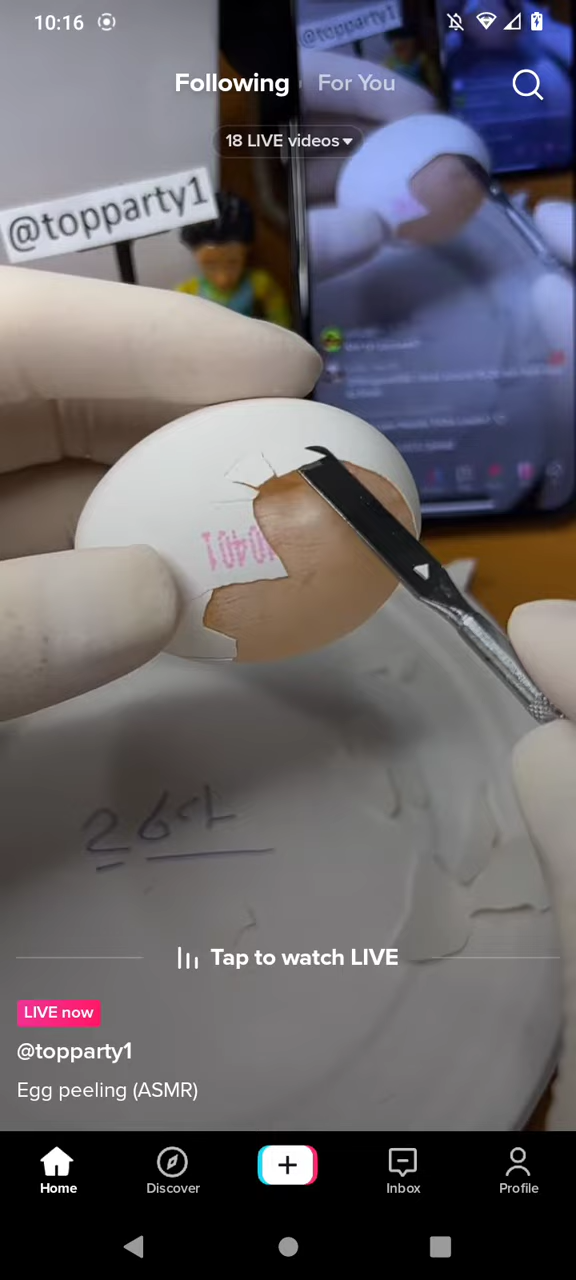 10:16
Following
For You
18 LIVE videos
@topparty1
Tap to watch LIVE
LIVE now
@topparty1
Egg peeling (ASMR)
Home
Discover
Inbox
Profile